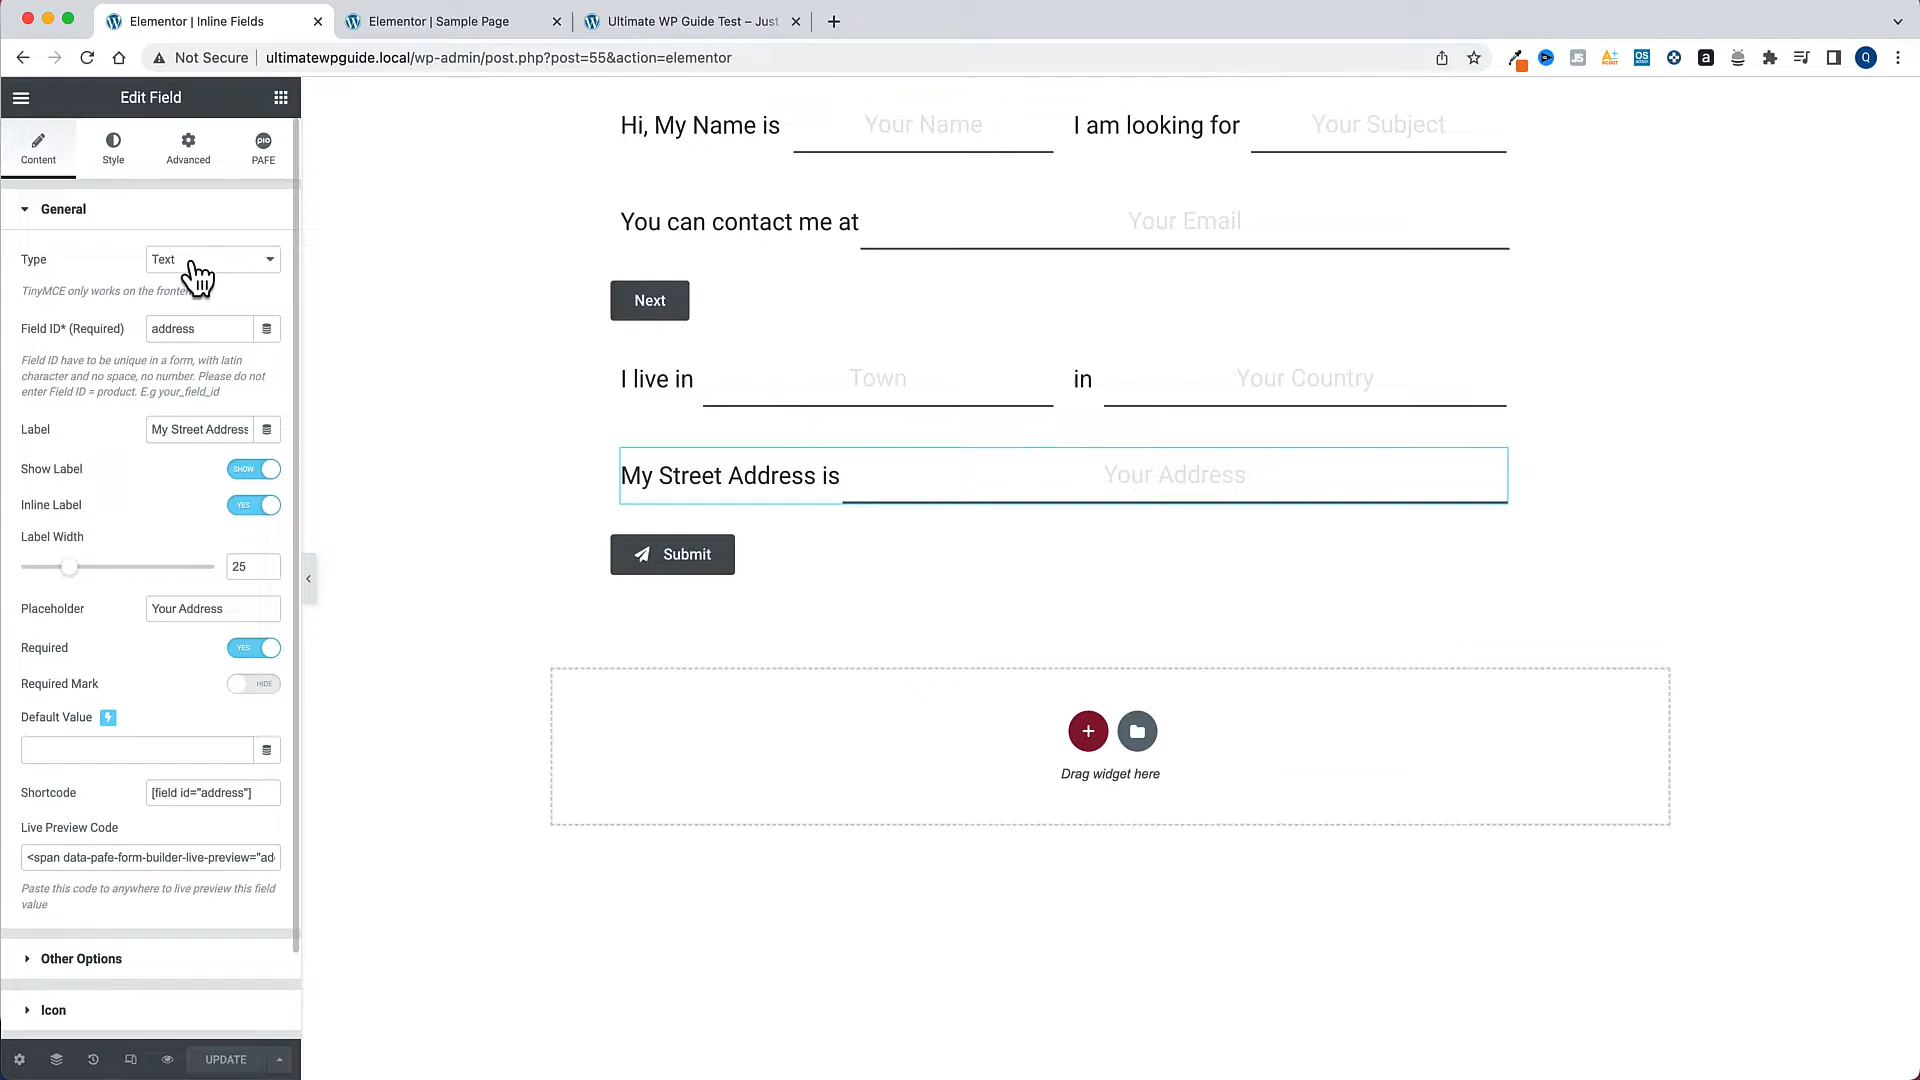 Elementor | Inline Fields
Elementor | Sample Page
Ultimate WP Guide Test – Just
Not Secure
ultimatewpguide.local/wp-admin/post.php?post=55&action=elementor
Edit Field
Content
Style
Advanced
PAFE
General
Type
Text
TinyMCE only works on the fronte
Field ID* (Required)
address
Field ID have to be unique in a form, with latin
character and no space, no number. Please do not
enter Field ID = product. E.g your_field_id
Label
My Street Address
Show Label
SHOW
Inline Label
YES
Label Width
25
Placeholder
Your Address
Required
YES
Required Mark
HIDE
Default Value
Shortcode
[field id="address"]
Live Preview Code
<span data-pafe-form-builder-live-preview="ad
Paste this code to anywhere to live preview this field
value
Other Options
Icon
UPDATE
Hi, My Name is
Your Name
I am looking for
Your Subject
You can contact me at
Your Email
Next
I live in
Town
in
Your Country
My Street Address is
Your Address
Submit
Drag widget here